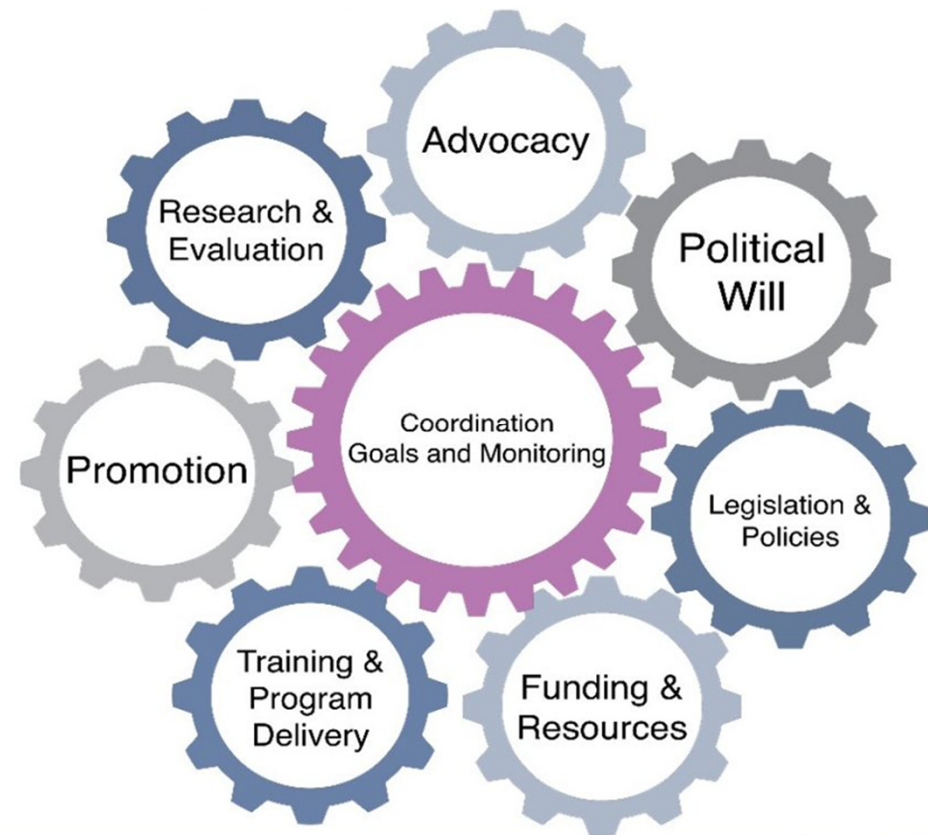 Advocacy
Research &
Evaluation
Political
Will
Coordination
Goals and Monitoring
Promotion
Legislation &
Policies
Training &
Program
Delivery
Funding &
Resources